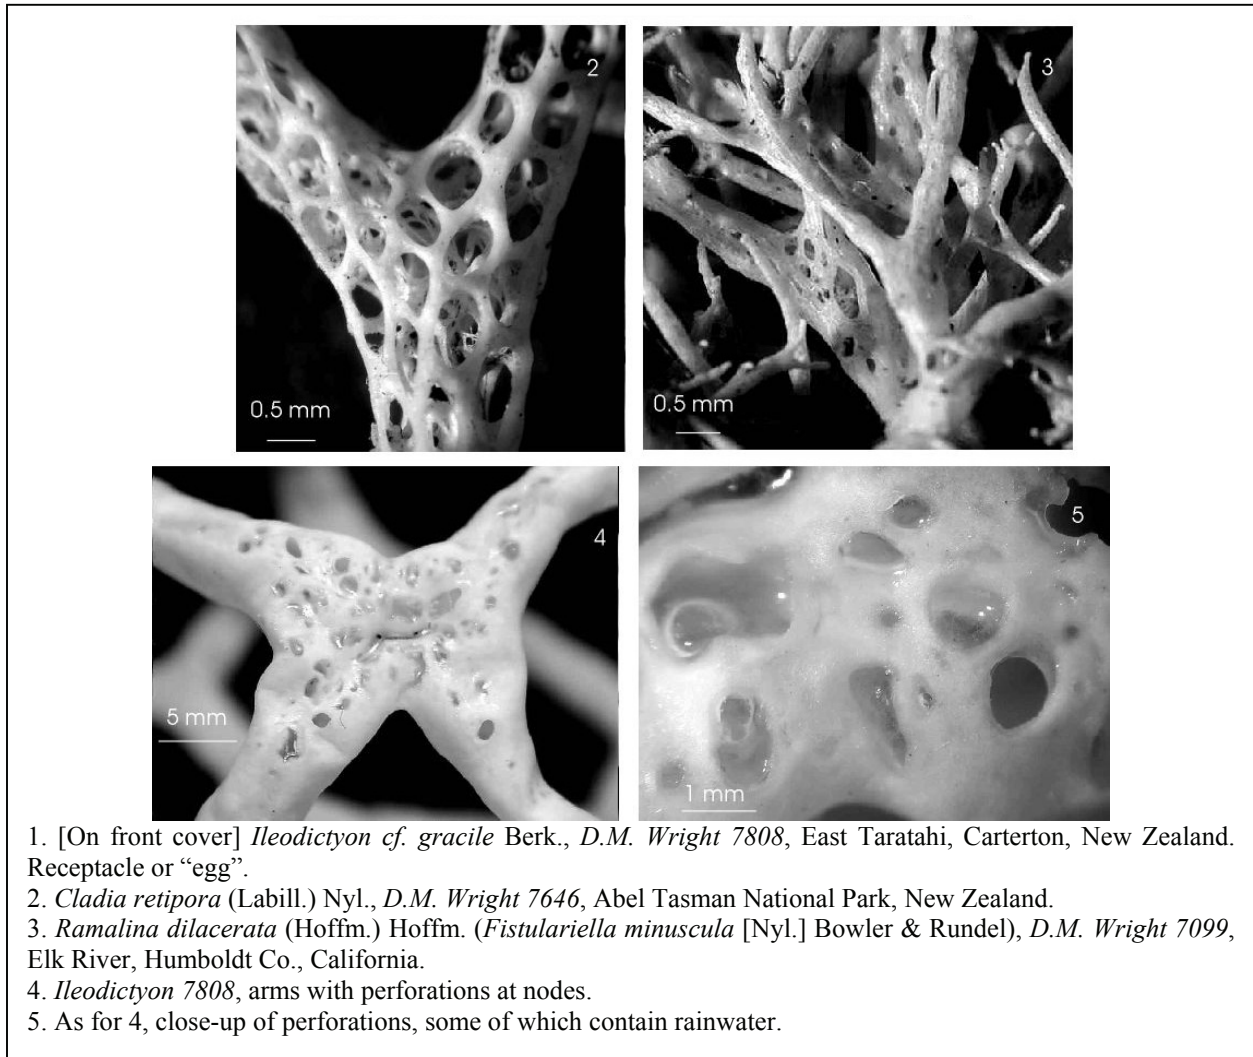 2
3
0.5 mm
0.5 mm
4
5
5 mm
1 mm
1. [On front cover] Ileodictyon cf. gracile Berk., D.M. Wright 7808, East Taratahi, Carterton, New Zealand.
Receptacle or “egg”.
2. Cladia retipora (Labill.) Nyl., D.M. Wright 7646, Abel Tasman National Park, New Zealand.
3. Ramalina dilacerata (Hoffm.) Hoffm. (Fistulariella minuscula [Nyl.] Bowler & Rundel), D.M. Wright 7099,
Elk River, Humboldt Co., California.
4. Ileodictyon 7808, arms with perforations at nodes.
5. As for 4, close-up of perforations, some of which contain rainwater.